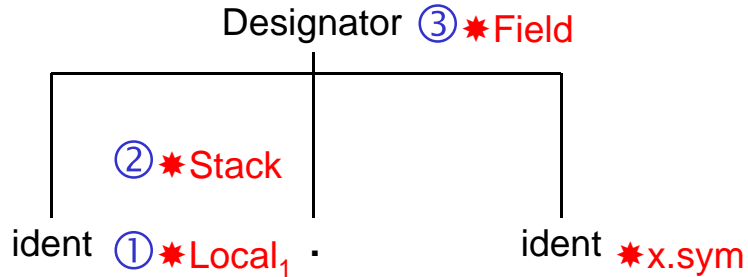 Designator ③ ✷Field
② ✷Stack
ident ① ✷Local₁ . ident ✷x.sym